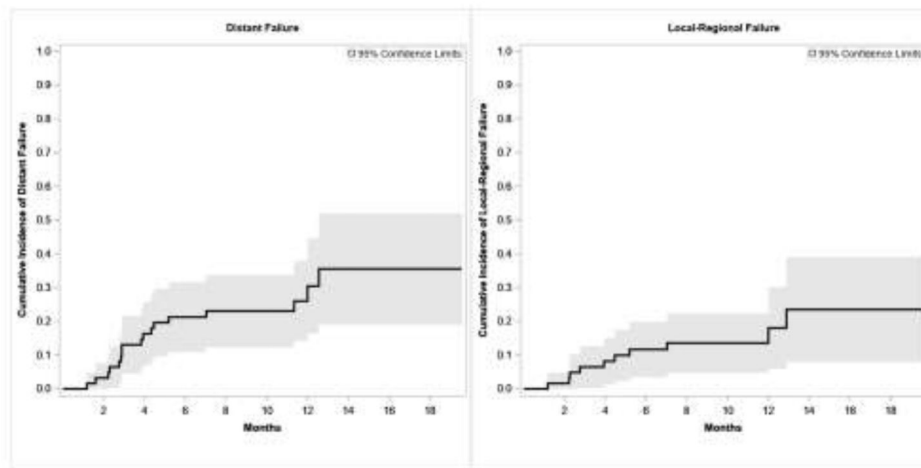 Distant Failure
95% Confidence Limits
Cumulative Incidence of Distant Failure
1.0
0.9
0.8
0.7
0.6
0.5
0.4
0.3
0.2
0.1
0.0
2 4 6 8 10 12 14 16 18
Months
Local-Regional Failure
95% Confidence Limits
Cumulative Incidence of Local-Regional Failure
1.0
0.9
0.8
0.7
0.6
0.5
0.4
0.3
0.2
0.1
0.0
2 4 6 8 10 12 14 16 18
Months